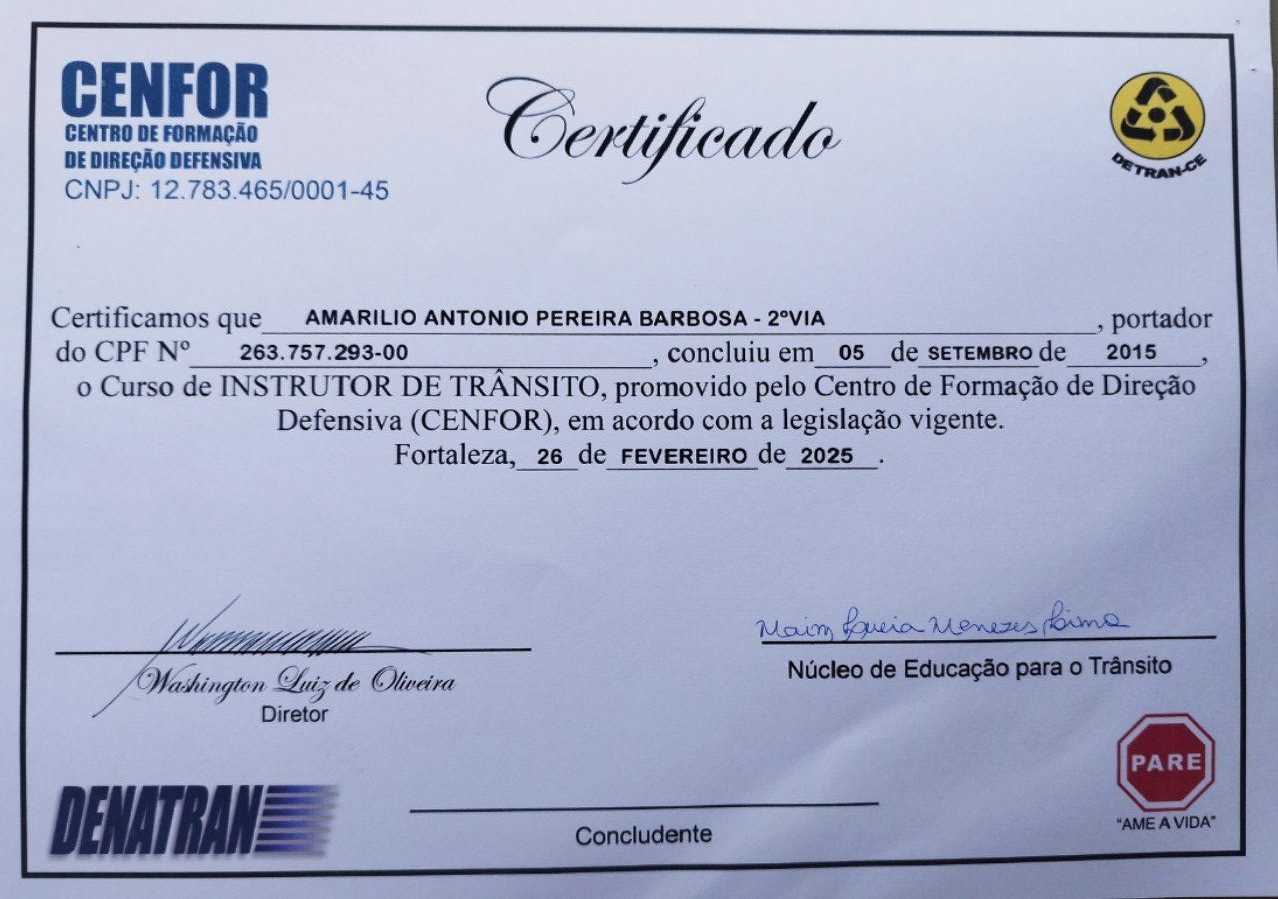 CENFOR
CENTRO DE FORMAÇÃO
DE DIREÇÃO DEFENSIVA
CNPJ: 12.783.465/0001-45
Certificado
DETRAN-CE
Certificamos que AMARILIO ANTONIO PEREIRA BARBOSA - 2ºVIA, portador
do CPF Nº 263.757.293-00, concluiu em 05 de SETEMBRO de 2015,
o Curso de INSTRUTOR DE TRÂNSITO, promovido pelo Centro de Formação de Direção
Defensiva (CENFOR), em acordo com a legislação vigente.
Fortaleza, 26 de FEVEREIRO de 2025.
Washington Luiz de Oliveira
Diretor
Menezes
Núcleo de Educação para o Trânsito
PARE
"AME A VIDA"
DENATRAN
Concludente